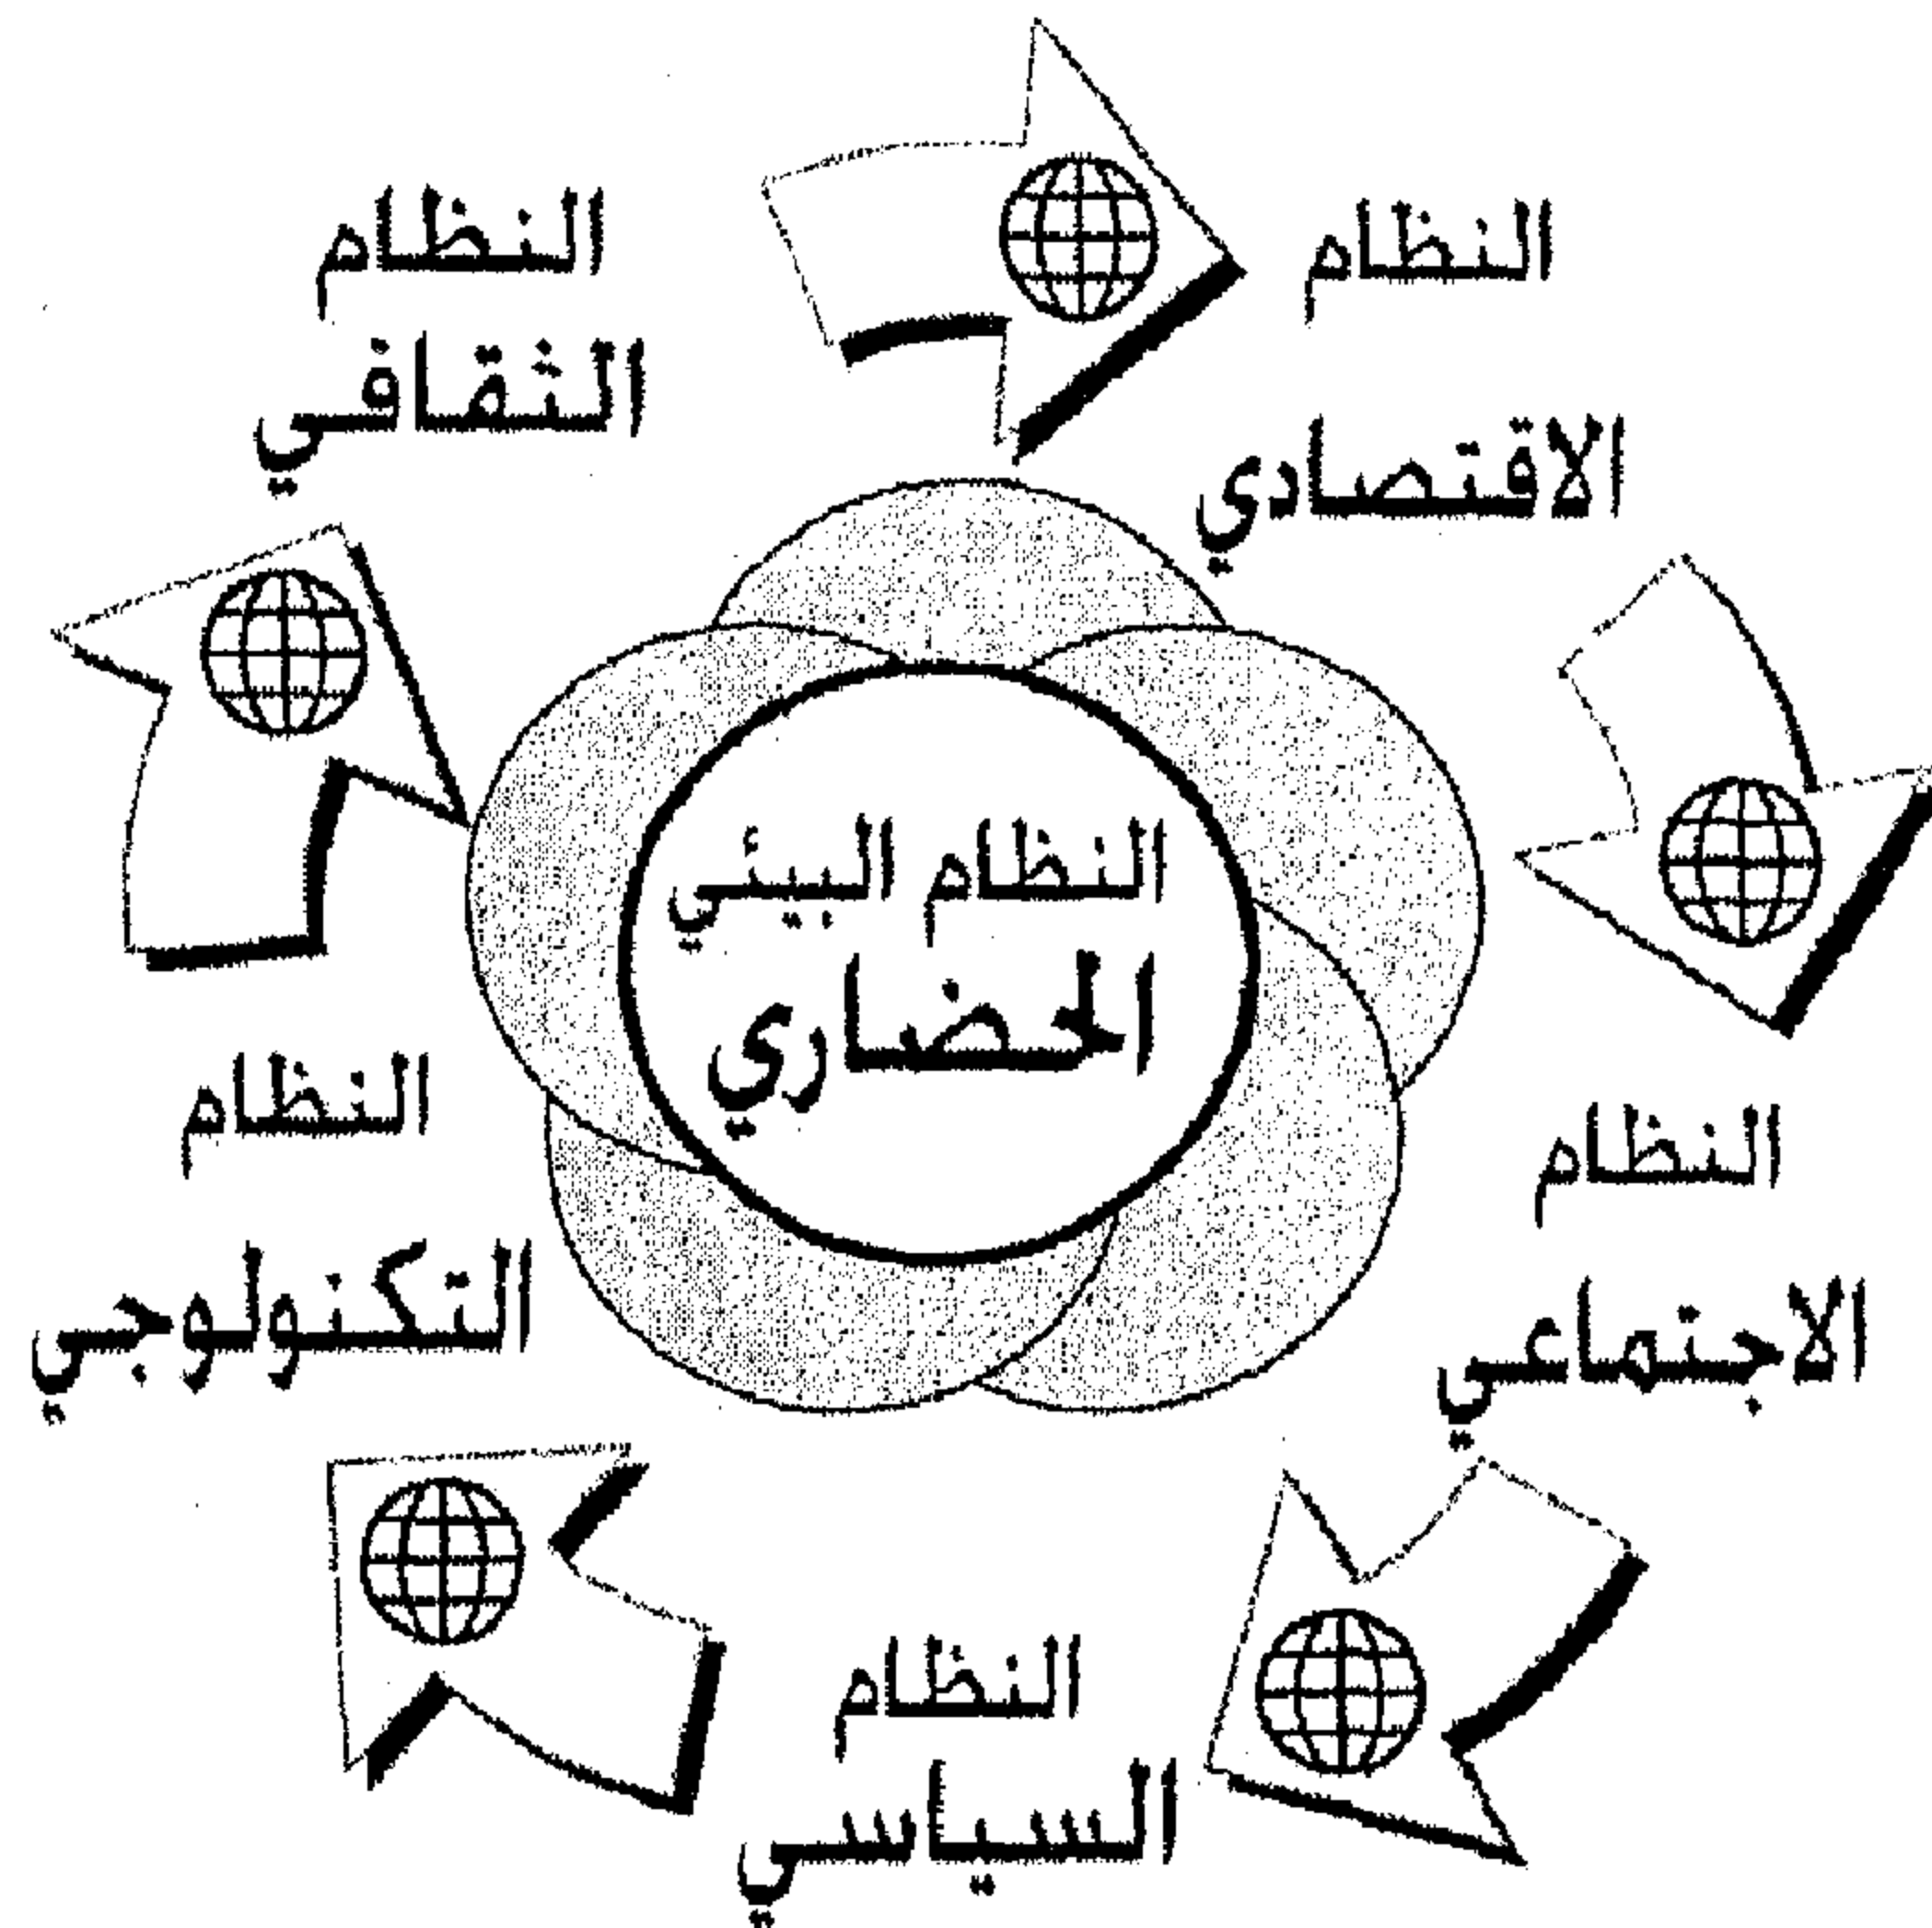 النظام
الاقتصادي
النظام
الثقافي
النظام البيئي
الحضاري
النظام
الاجتماعي
النظام
التكنولوجي
النظام
السياسي